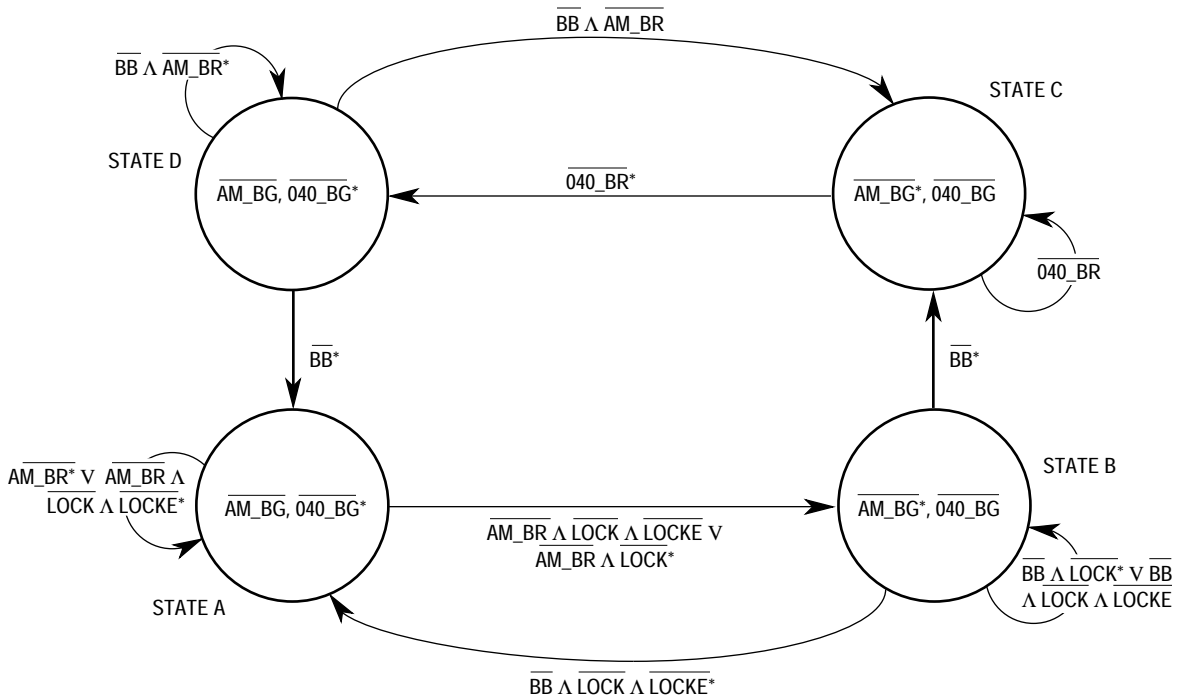 BB Λ AM_BR
BB Λ AM_BR*
STATE C
STATE D
AM_BG, 040_BG*
040_BR*
AM_BG*, 040_BG
040_BR
BB*
BB*
AM_BR* V AM_BR Λ
LOCK Λ LOCKE*
AM_BG, 040_BG*
STATE A
AM_BR Λ LOCK Λ LOCKE V
AM_BR Λ LOCK*
AM_BG*, 040_BG
STATE B
BB Λ LOCK* V BB
Λ LOCK Λ LOCKE
BB Λ LOCK Λ LOCKE*